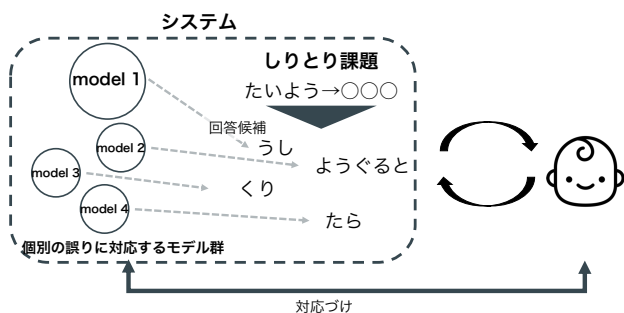 システム
しりとり課題
たいよう→○○○
model 1
回答候補
うし
model 2
ようぐると
model 3
くり
model 4
たら
個別の誤りに対応するモデル群
対応づけ